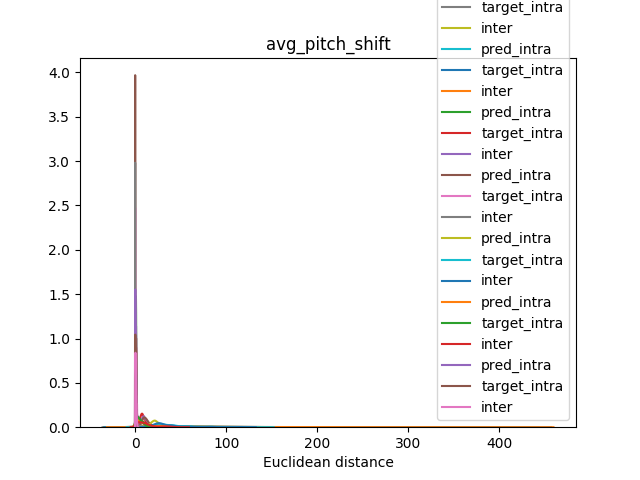 avg_pitch_shift
target_intra
inter
pred_intra
target_intra
inter
pred_intra
target_intra
inter
pred_intra
target_intra
inter
pred_intra
target_intra
inter
pred_intra
target_intra
inter
pred_intra
target_intra
inter
4.0
3.5
3.0
2.5
2.0
1.5
1.0
0.5
0.0
0 100 200 300 400
Euclidean distance